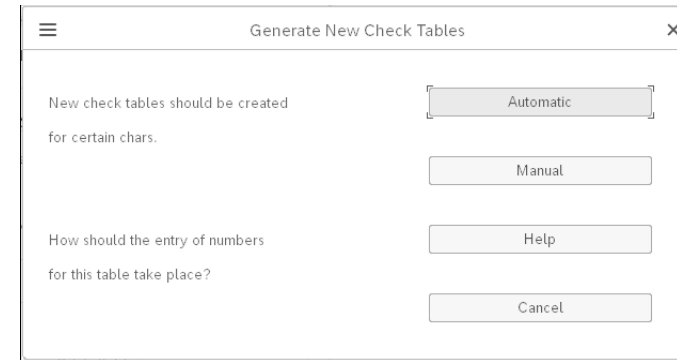 Generate New Check Tables
New check tables should be created
for certain chars.
Automatic
Manual
How should the entry of numbers
for this table take place?
Help
Cancel